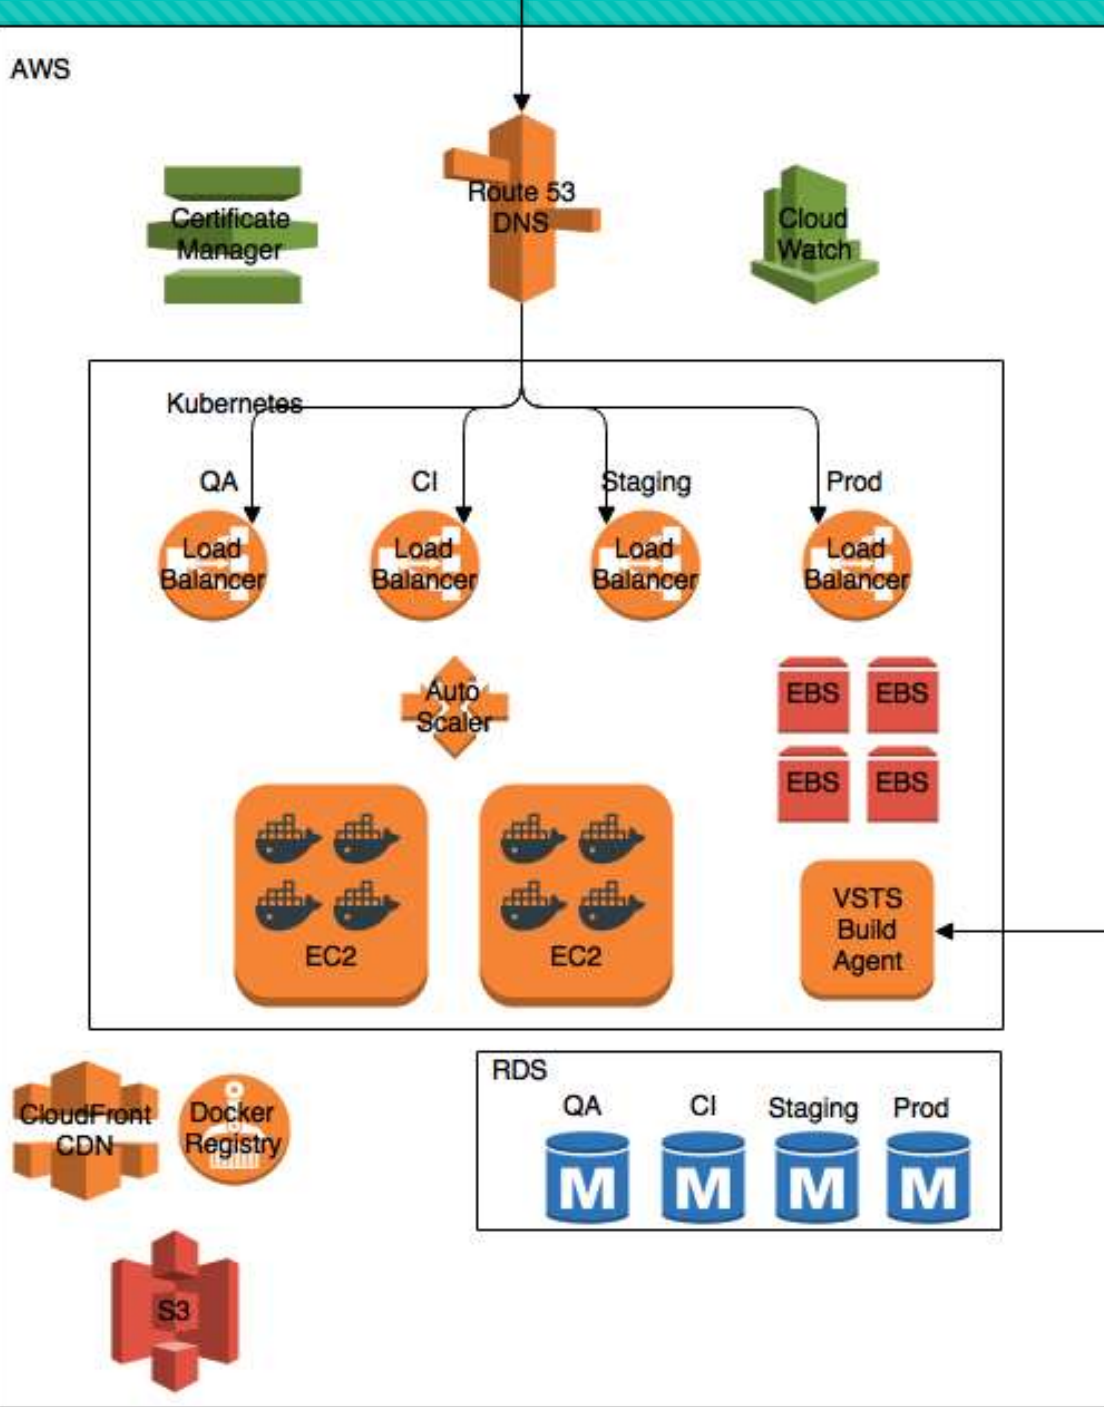 AWS
Certificate
Manager
Route 53
DNS
Cloud
Watch
Kubernetes
QA
CI
Staging
Prod
Load
Balancer
Load
Balancer
Load
Balancer
Load
Balancer
Auto
Scaler
EBS
EBS
EBS
EBS
EC2
EC2
VSTS
Build
Agent
CloudFront
CDN
Docker
Registry
RDS
QA
CI
Staging
Prod
M
M
M
M
S3